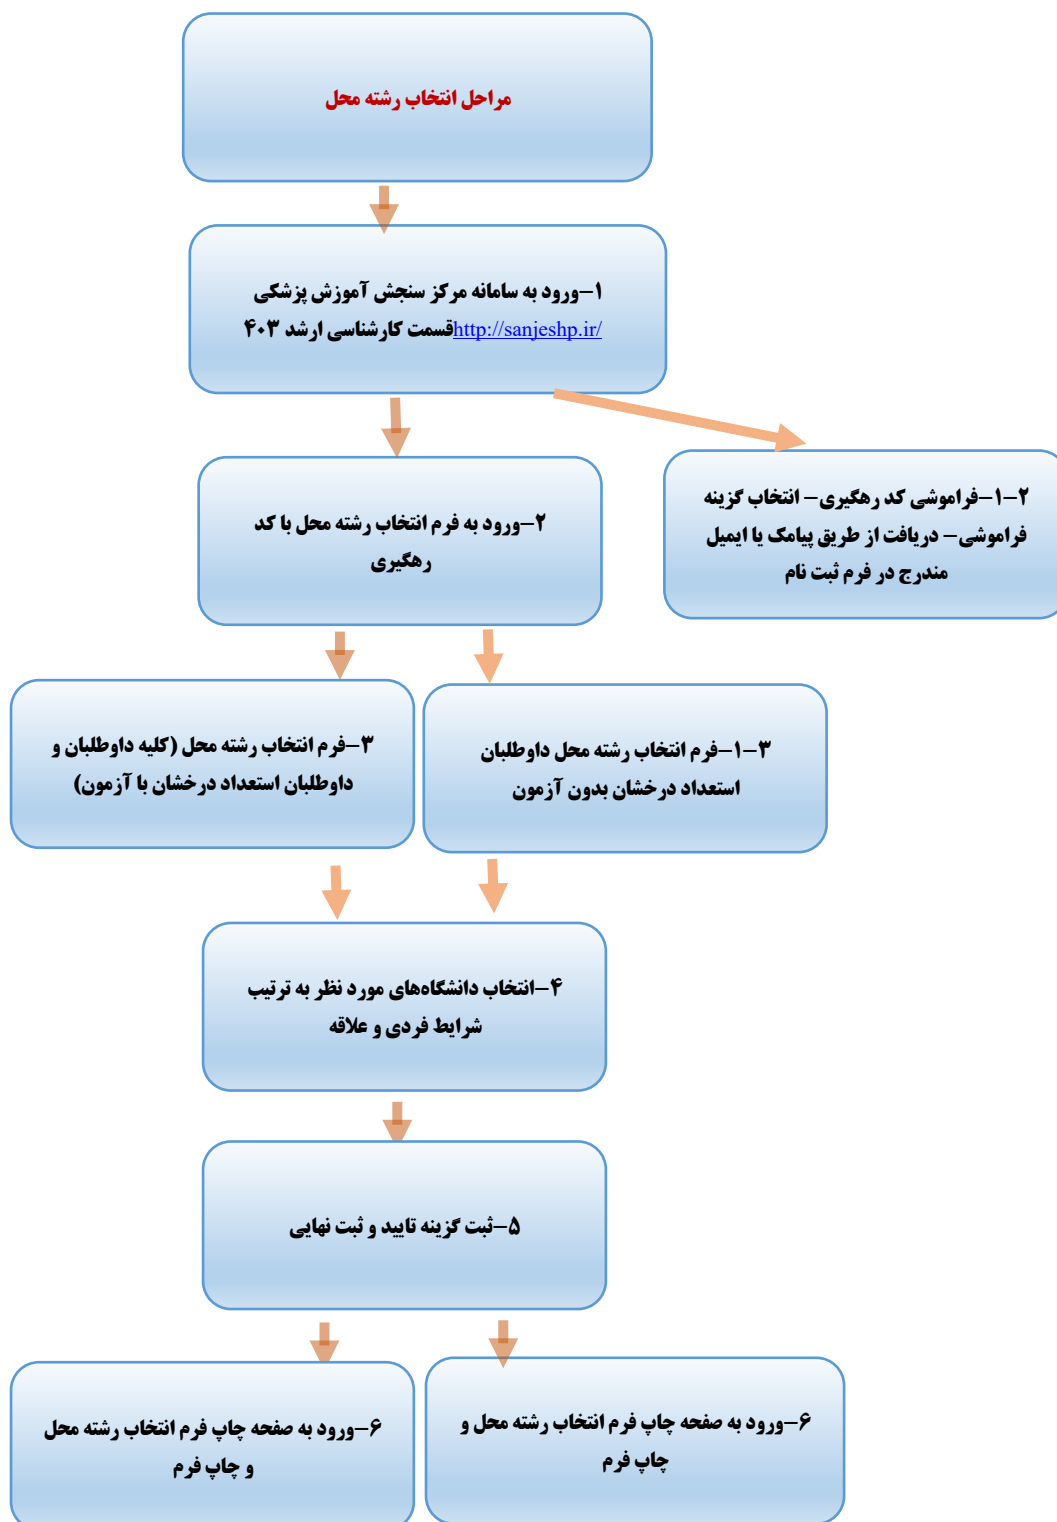 مراحل انتخاب رشته محل
۱-ورود به سامانه مرکز سنجش آموزش پزشکی
http://sanjeshp.ir/قسمت کارشناسی ارشد ۴۰۳
۱-۲-فراموشی کد رهگیری- انتخاب گزینه
فراموشی- دریافت از طریق پیامک یا ایمیل
مندرج در فرم ثبت نام
۲-ورود به فرم انتخاب رشته محل با کد
رهگیری
۱-۳-فرم انتخاب رشته محل داوطلبان
استعداد درخشان بدون آزمون
۳-فرم انتخاب رشته محل (کلیه داوطلبان و
داوطلبان استعداد درخشان با آزمون)
۴-انتخاب دانشگاه‌های مورد نظر به ترتیب
شرایط فردی و علاقه
۵-ثبت گزینه تایید و ثبت نهایی
۶-ورود به صفحه چاپ فرم انتخاب رشته محل و
چاپ فرم
۶-ورود به صفحه چاپ فرم انتخاب رشته محل
و چاپ فرم